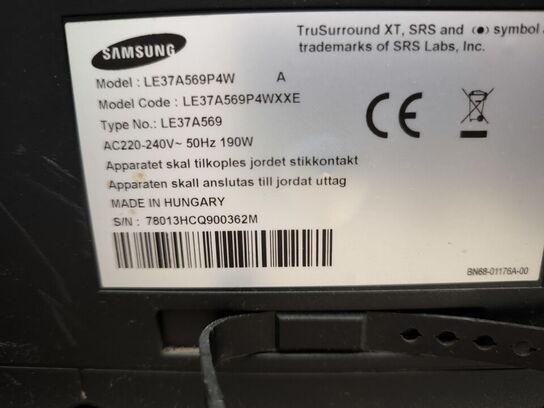 SAMSUNG
TruSurround XT, SRS and (●) symbol
trademarks of SRS Labs, Inc.
Model : LE37A569P4W A
Model Code : LE37A569P4WXXE
Type No.: LE37A569
AC220-240V~ 50Hz 190W
Apparatet skal tilkoples jordet stikkontakt
Apparaten skall anslutas till jordat uttag
MADE IN HUNGARY
S/N : 78013HCQ900362M
CE
BN68-01176A-00